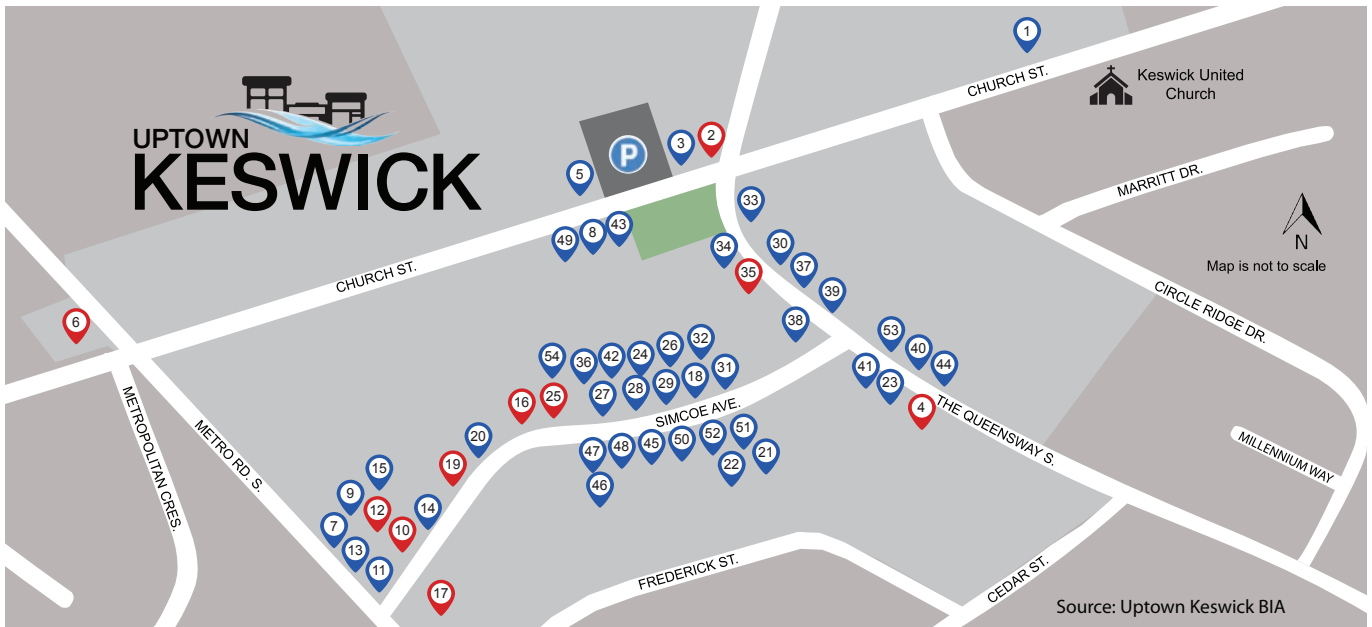 1
CHURCH ST.
Keswick United
Church
UPTOWN
KESWICK
P
3
2
5
MARRITT DR.
33
N
Map is not to scale
49
8
43
34
30
35
37
39
CHURCH ST.
CIRCLE RIDGE DR.
6
38
53
40
44
41
23
4
THE QUEENSWAY S.
54
36
42
24
26
32
27
28
29
18
31
16
25
SIMCOE AVE.
METROPOLITAN CRES.
METRO RD. S.
20
19
47
48
45
50
52
51
22
21
46
MILLENNIUM WAY
15
9
12
14
7
10
13
11
17
FREDERICK ST.
CEDAR ST.
Source: Uptown Keswick BIA